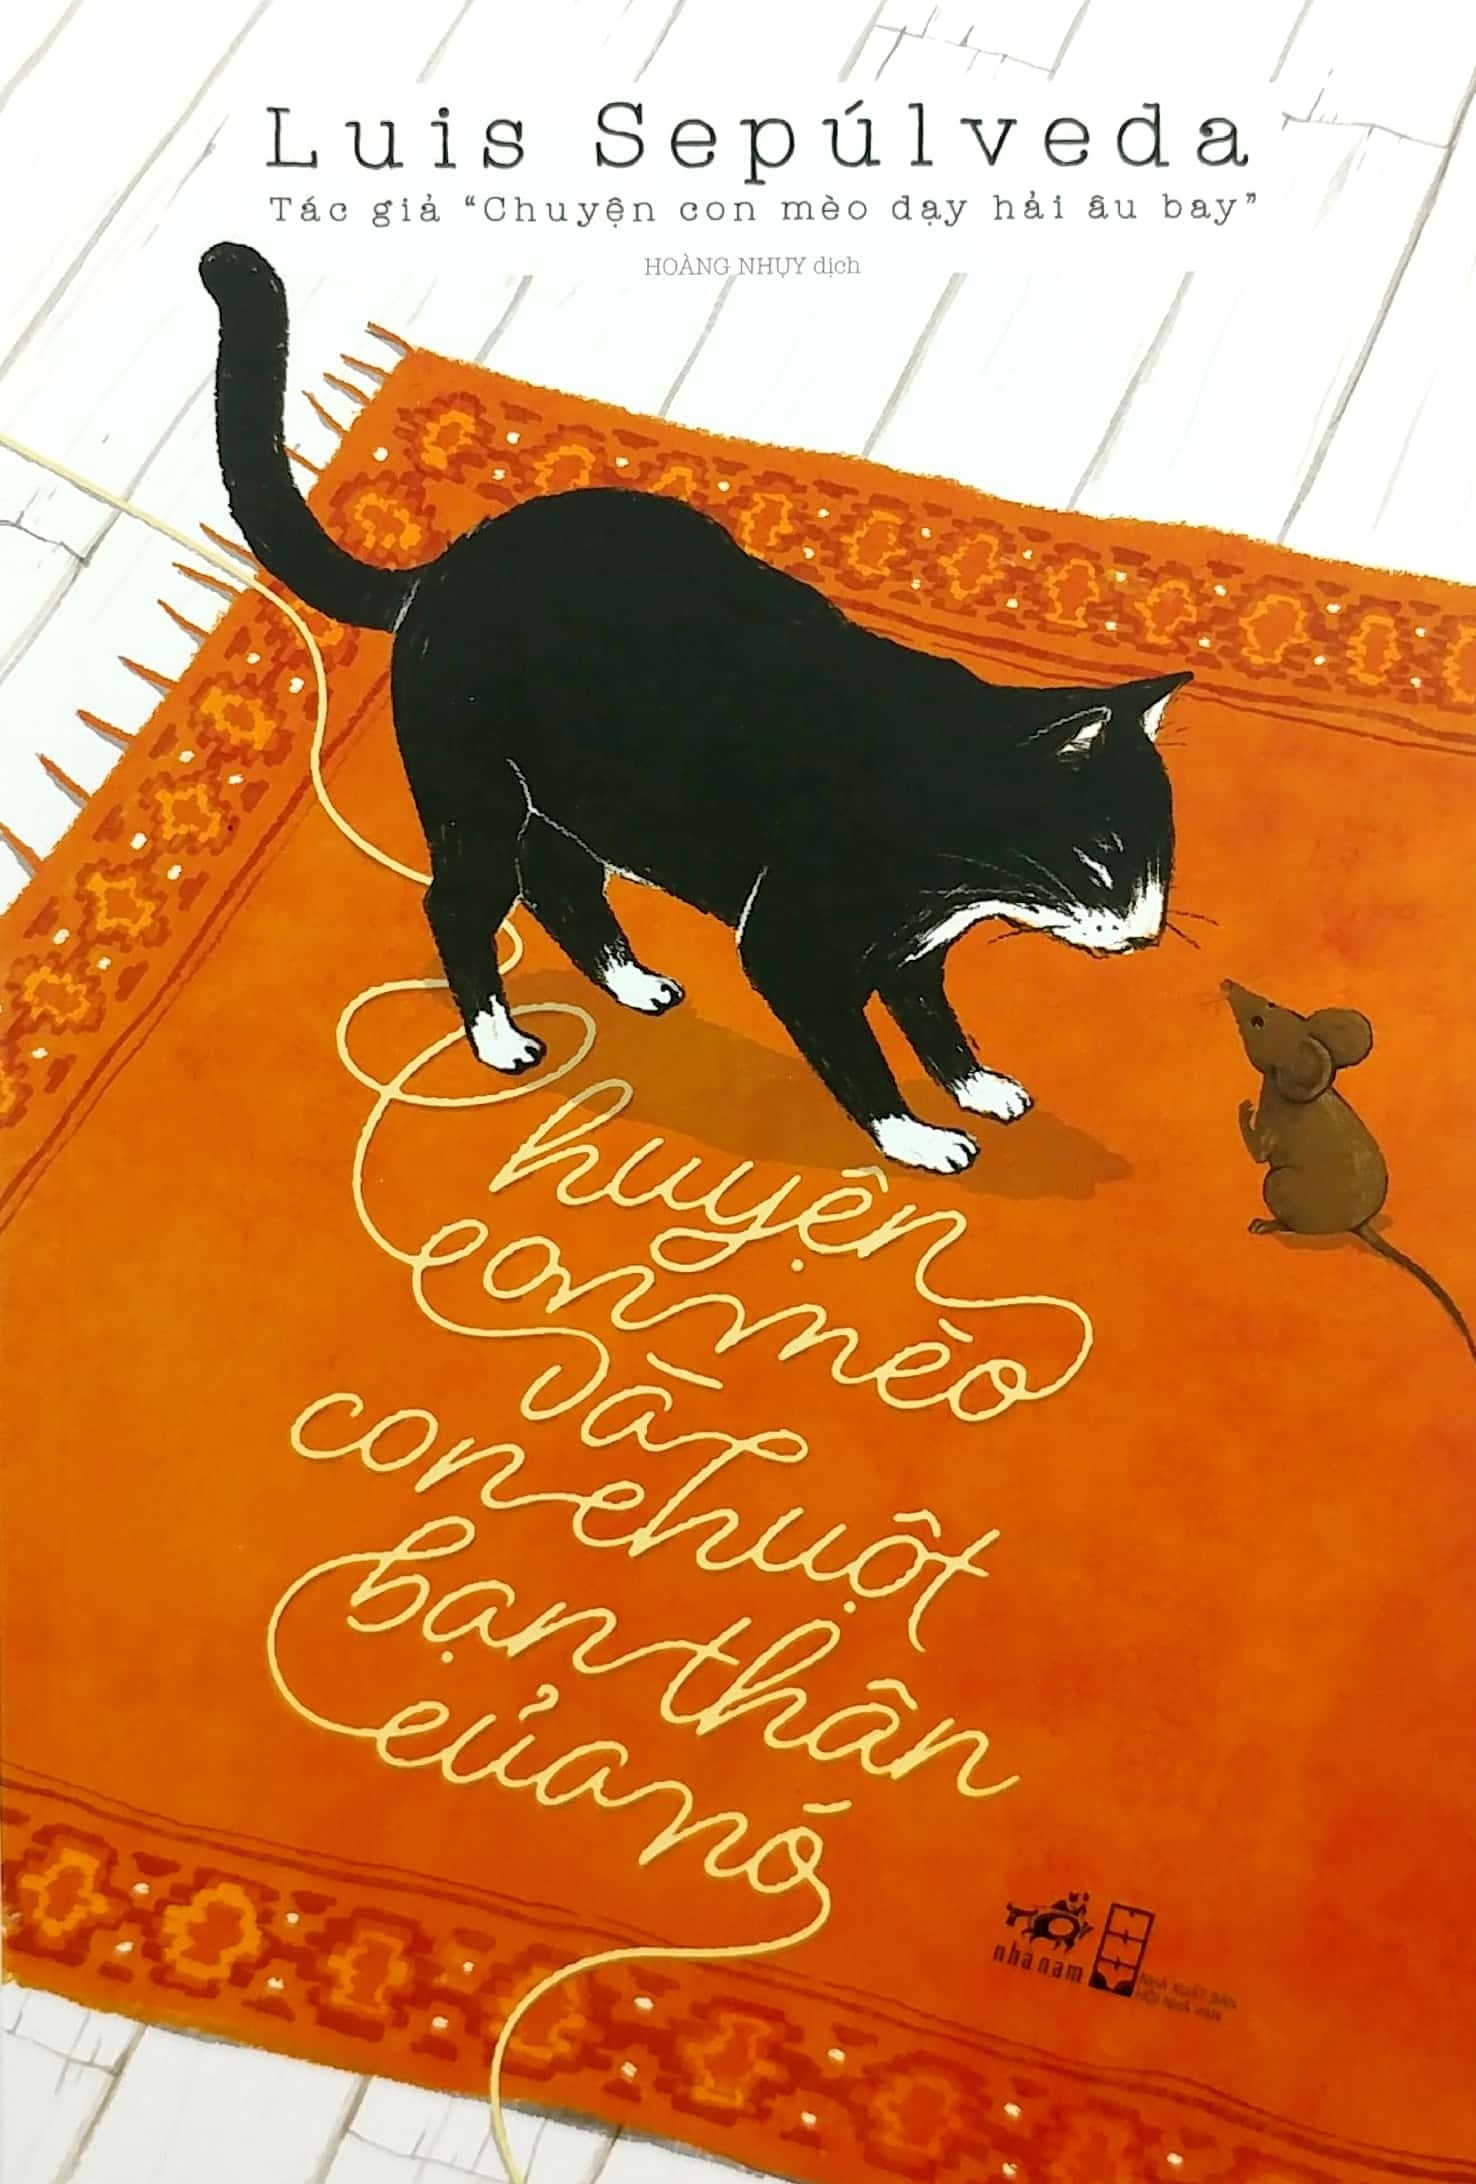 Luis Sepúlveda
Tác giả “Chuyện con mèo dạy hải âu bay”
HOÀNG NHỤY dịch
Chuyện
con mèo
và
con chuột
bạn thân
của nó
nhã nam
NHÀ XUẤT BẢN
HỘI NHÀ VĂN